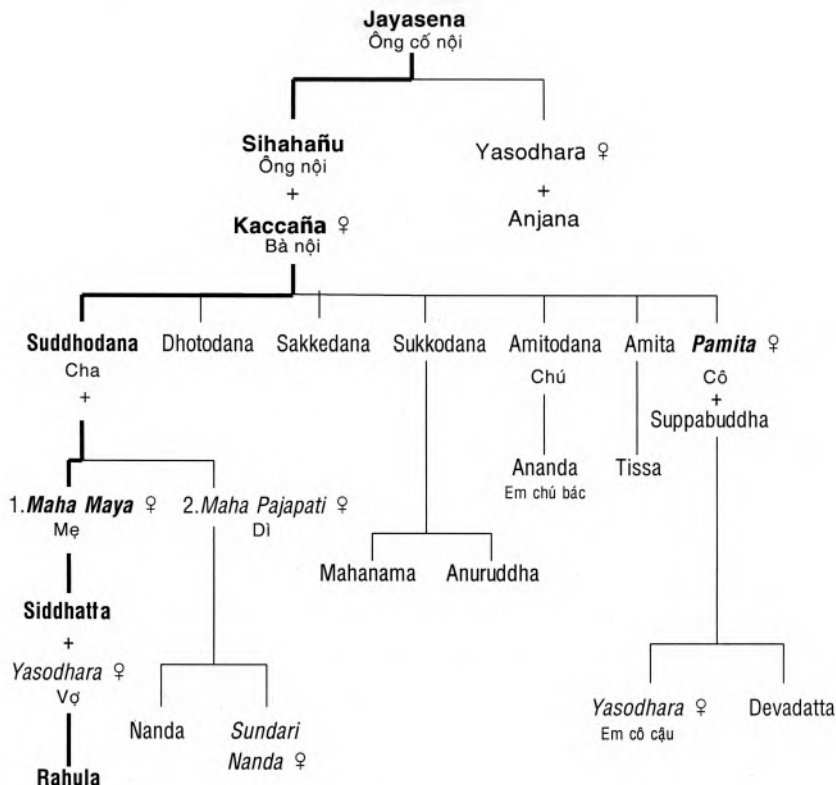 Jayasena
Ông cố nội
Sihahañu
Ông nội
+
Kaccaña ♀
Bà nội
Yasodhara ♀
+
Anjana
Suddhodana Dhotodana Sakkedana Sukkodana Amitodana Amita Pamita ♀
Cha Chú Cô
+ +
Suppabuddha
Ananda Tissa
Em chú bác
1.Maha Maya ♀ 2.Maha Pajapati ♀
Mẹ Dì
Mahanama Anuruddha
Siddhatta
+
Yasodhara ♀
Vợ
Nanda Sundari
Nanda ♀
Yasodhara ♀ Devadatta
Em cô cậu
Rahula